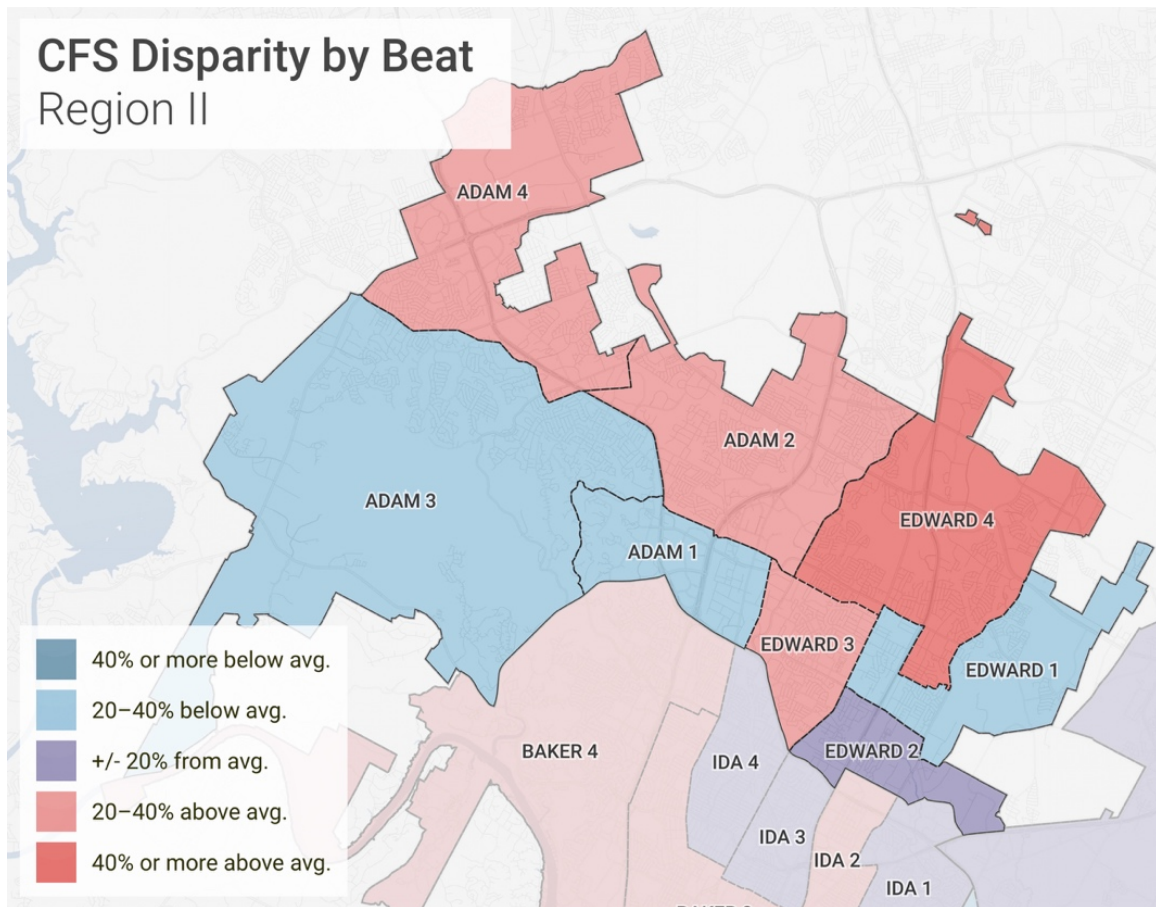 CFS Disparity by Beat
Region II
ADAM 4
ADAM 2
ADAM 3
EDWARD 4
ADAM 1
EDWARD 3
EDWARD 1
BAKER 4
IDA 4
EDWARD 2
IDA 3
IDA 2
IDA 1
40% or more below avg.
20–40% below avg.
+/- 20% from avg.
20–40% above avg.
40% or more above avg.